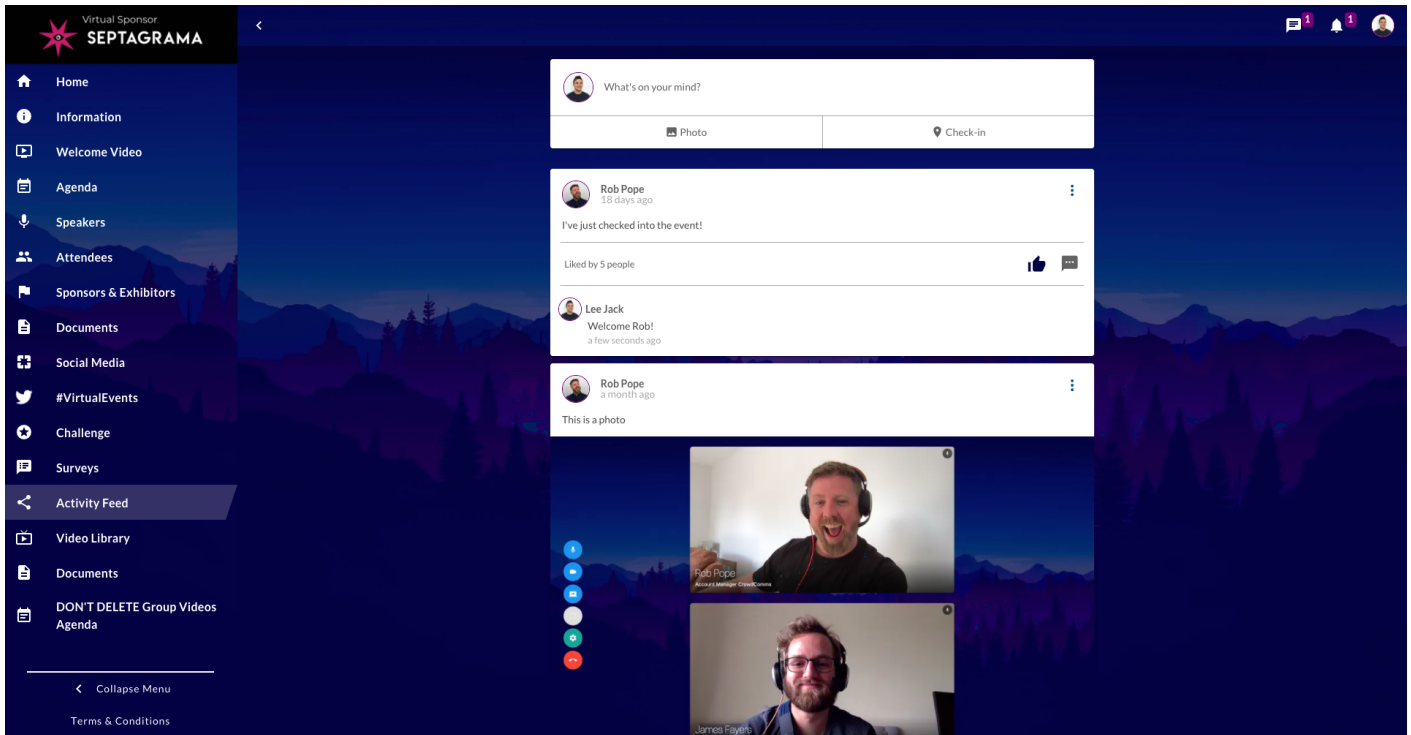 Virtual Sponsor
SEPTAGRAMA
1
1
Home
Information
Welcome Video
Agenda
Speakers
Attendees
Sponsors & Exhibitors
Documents
Social Media
#VirtualEvents
Challenge
Surveys
Activity Feed
Video Library
Documents
DON'T DELETE Group Videos
Agenda
Collapse Menu
Terms & Conditions
What's on your mind?
Photo
Check-in
Rob Pope
18 days ago
I've just checked into the event!
Liked by 5 people
Lee Jack
Welcome Rob!
a few seconds ago
Rob Pope
a month ago
This is a photo
Rob Pope
Account Manager CrowdComms
James Fayers